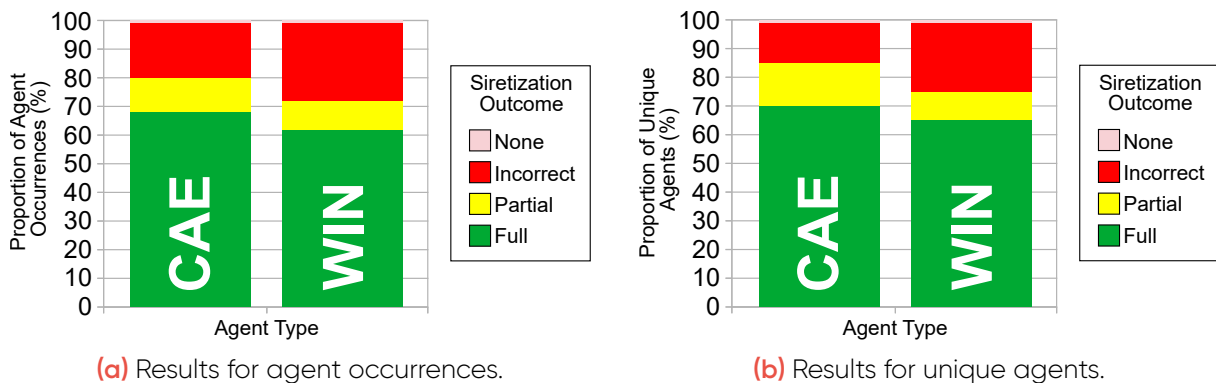 Proportion of Agent
Occurrences (%)
100
90
80
70
60
50
40
30
20
10
0
CAE
WIN
Agent Type
Siretization
Outcome
None
Incorrect
Partial
Full
(a) Results for agent occurrences.
Proportion of Unique
Agents (%)
100
90
80
70
60
50
40
30
20
10
0
CAE
WIN
Agent Type
Siretization
Outcome
None
Incorrect
Partial
Full
(b) Results for unique agents.